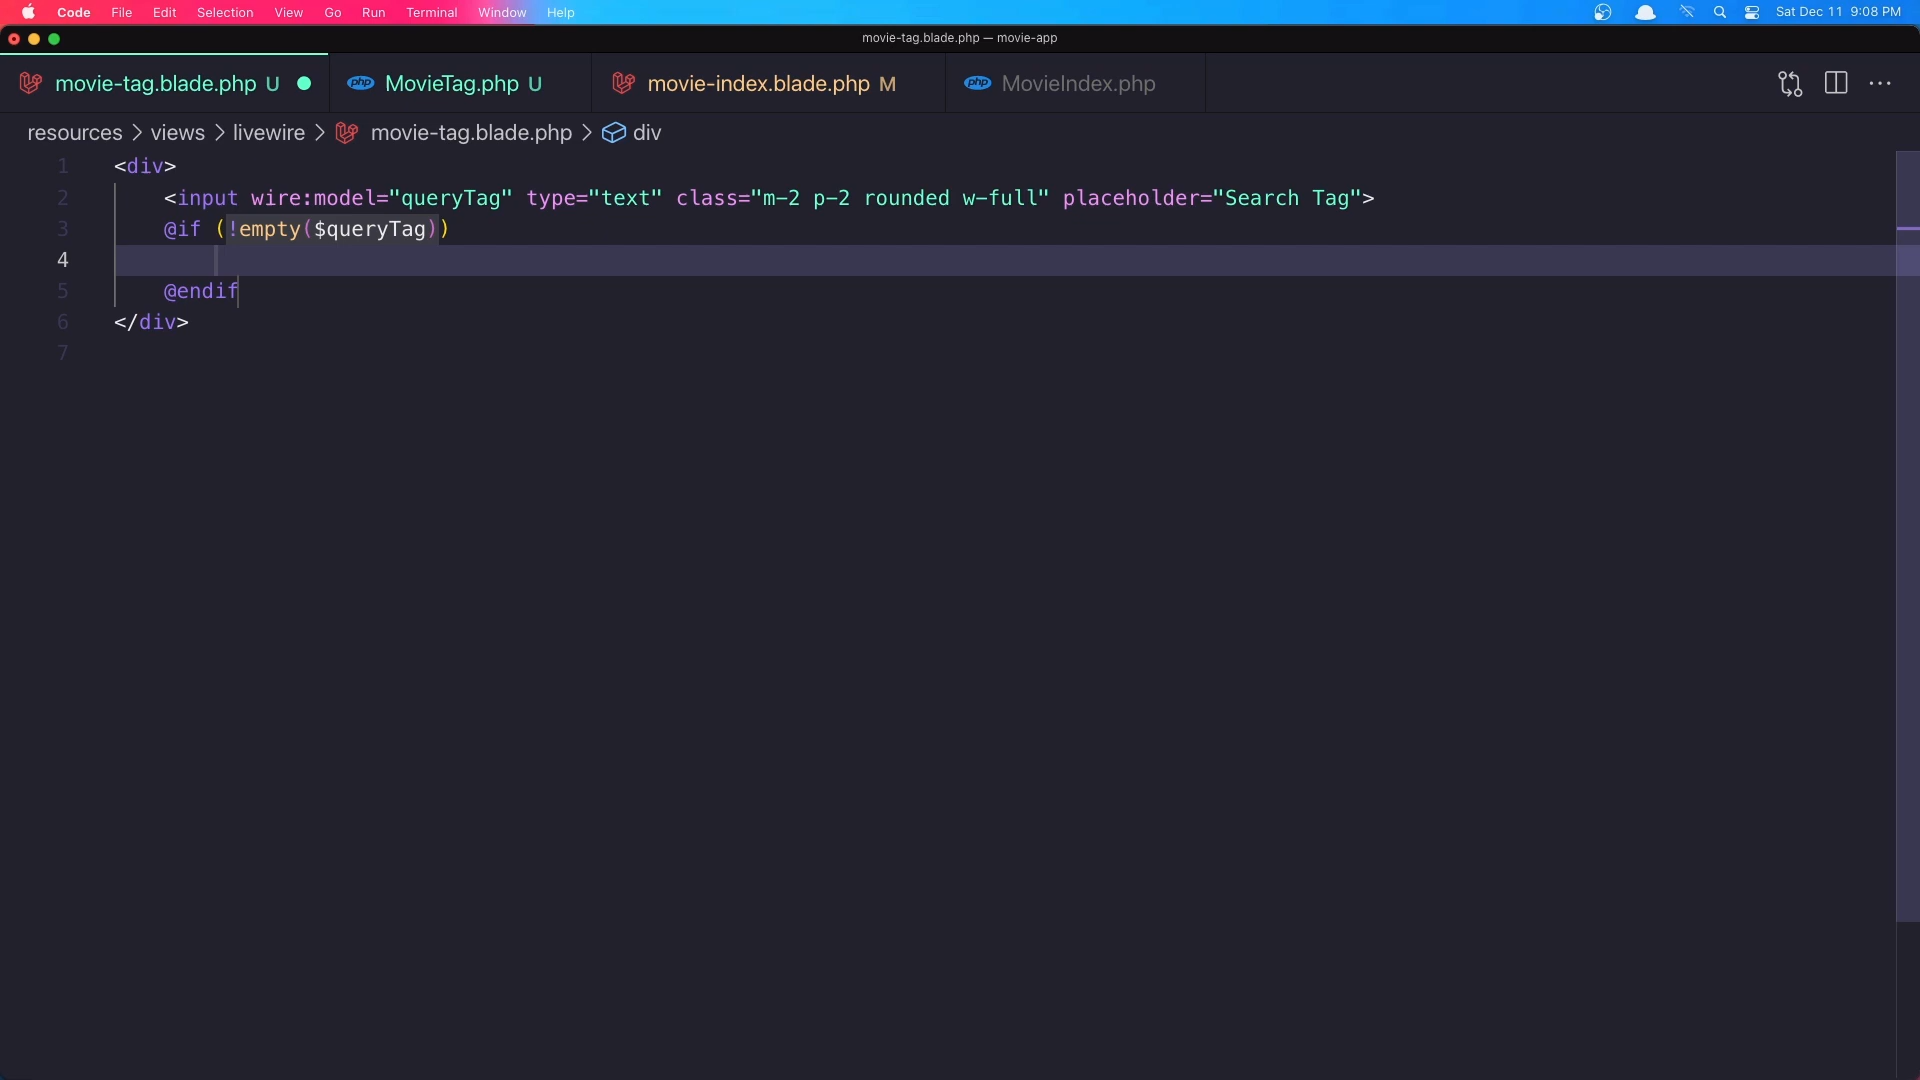 Code File Edit Selection View Go Run Terminal Window Help Sat Dec 11 9:08 PM
movie-tag.blade.php — movie-app
movie-tag.blade.php U php MovieTag.php U movie-index.blade.php M php MovieIndex.php
resources > views > livewire > movie-tag.blade.php > div
1 <div>
2 <input wire:model="queryTag" type="text" class="m-2 p-2 rounded w-full" placeholder="Search Tag">
3 @if (!empty($queryTag))
4
5 @endif
6 </div>
7